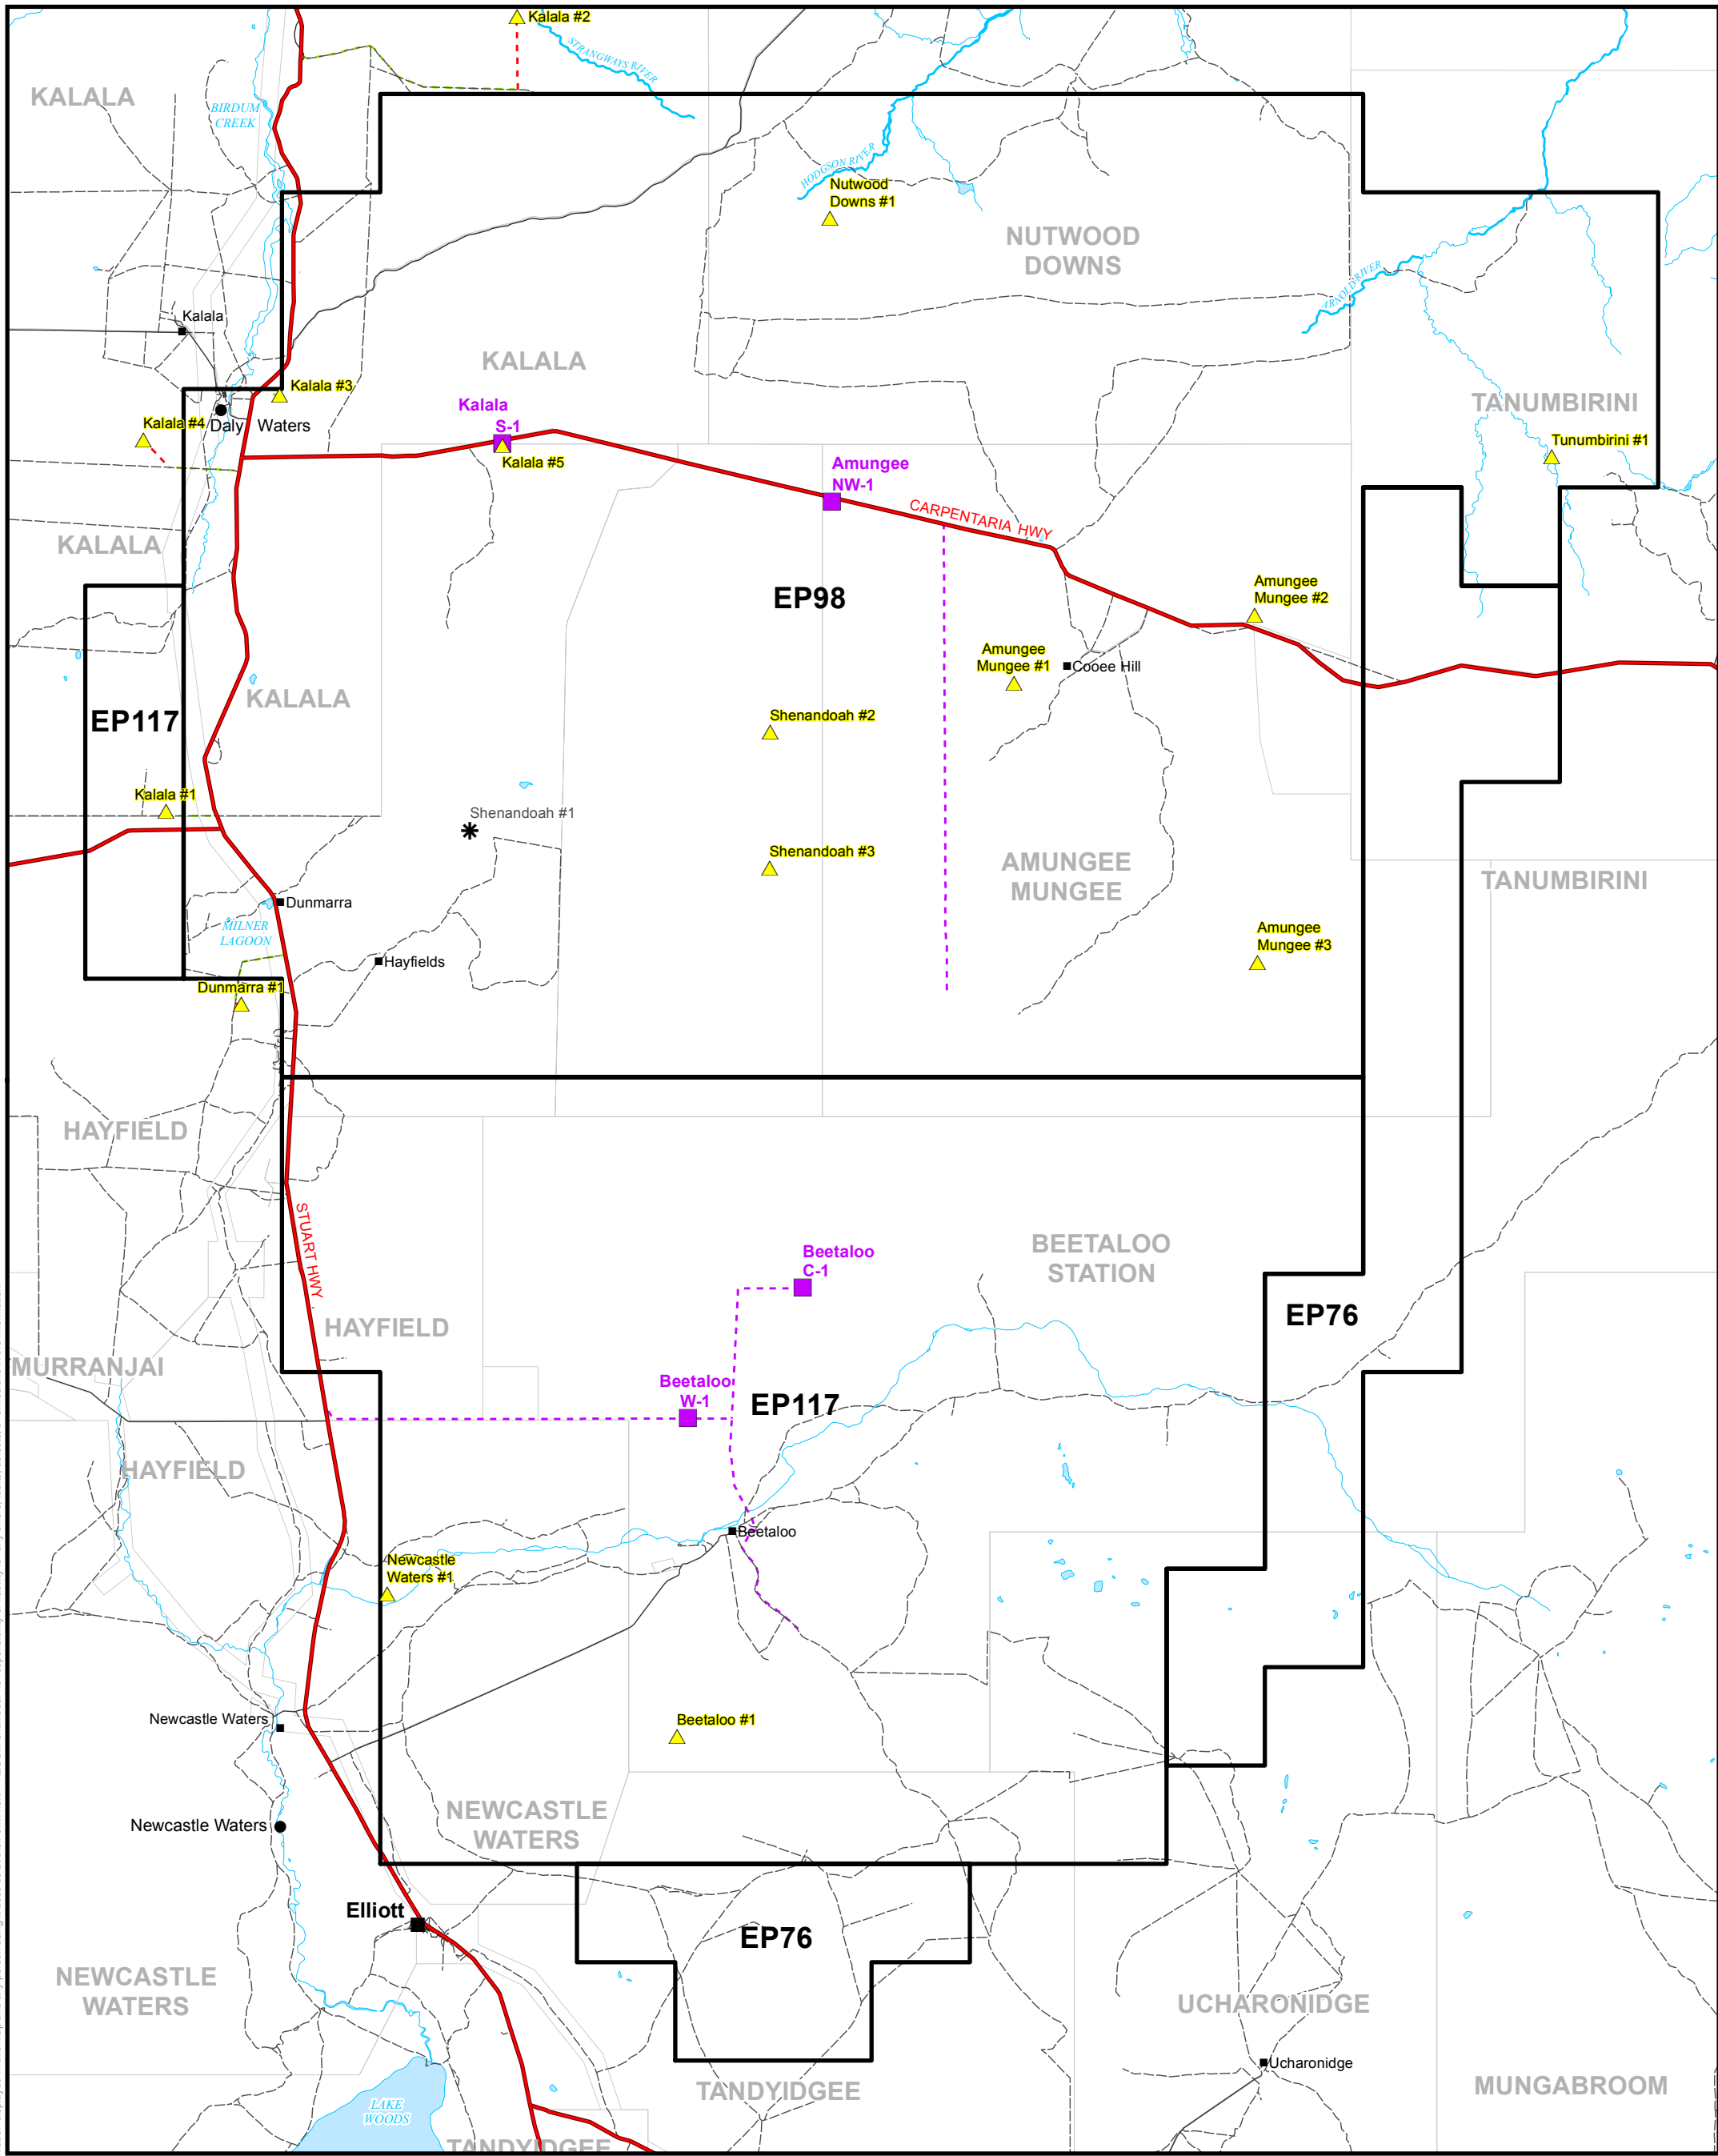 Kalala #2
STRANGWAYS RIVER
KALALA
BIRDUM
CREEK
HODGSON RIVER
Nutwood
Downs #1
NUTWOOD
DOWNS
Kalala
KALALA
Kalala #3
TANUMBIRINI
Kalala #4
Daly Waters
Kalala
S-1
Kalala #5
Tunumbirini #1
Amungee
NW-1
CARPENTARIA HWY
KALALA
EP98
Amungee
Mungee #2
Amungee
Mungee #1
Cooee Hill
KALALA
EP117
Shenandoah #2
Kalala #1
Shenandoah #1
Shenandoah #3
AMUNGEE
MUNGEE
TANUMBIRINI
Dunmarra
MILNER
LAGOON
Hayfields
Amungee
Mungee #3
Dunmarra #1
HAYFIELD
STUART HWY
BEETALOO
STATION
Beetaloo
C-1
EP76
HAYFIELD
MURRANJAI
Beetaloo
W-1
EP117
HAYFIELD
Beetaloo
Newcastle
Waters #1
Newcastle Waters
Beetaloo #1
NEWCASTLE
WATERS
Newcastle Waters
Elliott
EP76
NEWCASTLE
WATERS
UCHARONIDGE
Ucharonidge
TANDYIDGEE
MUNGABROOM
LAKE
WOODS
TANDYIDGEE